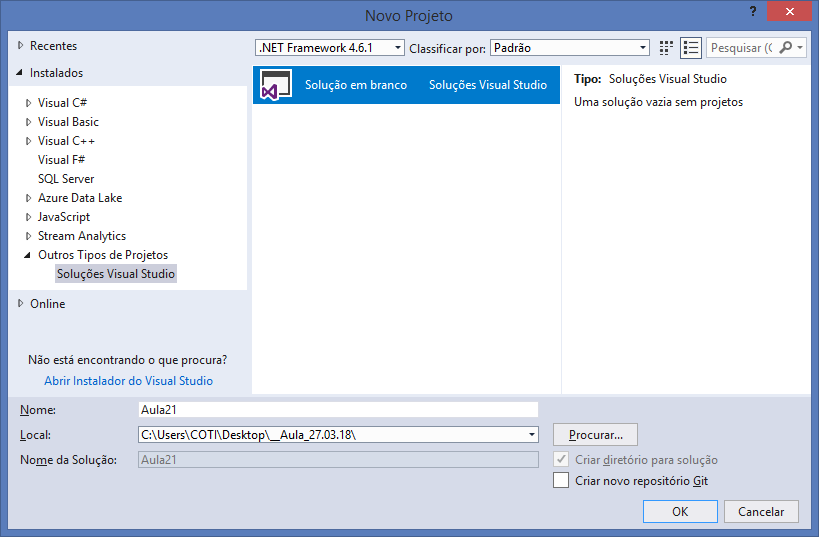 Novo Projeto
?
Recentes
.NET Framework 4.6.1 Classificar por: Padrão Pesquisar (C
Instalados
Visual C#
Visual Basic
Visual C++
Visual F#
SQL Server
Azure Data Lake
JavaScript
Stream Analytics
Outros Tipos de Projetos
Soluções Visual Studio
Online
Não está encontrando o que procura?
Abrir Instalador do Visual Studio
Solução em branco Soluções Visual Studio
Tipo: Soluções Visual Studio
Uma solução vazia sem projetos
Nome: Aula21
Local: C:\Users\COTI\Desktop\__Aula_27.03.18\ Procurar...
Nome da Solução: Aula21
Criar diretório para solução
Criar novo repositório Git
OK Cancelar